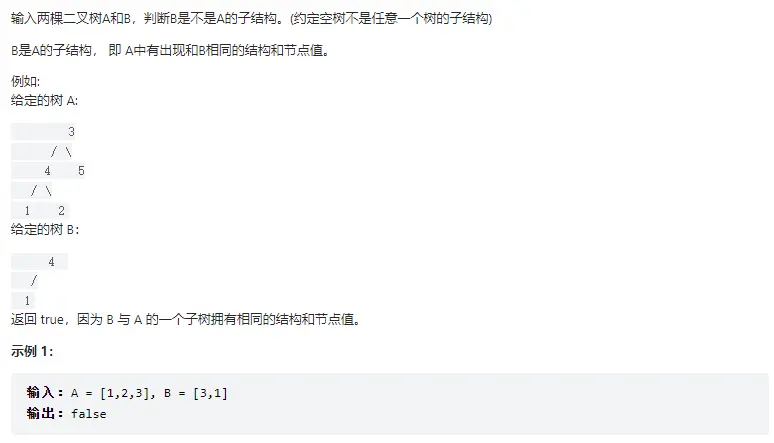 输入两棵二叉树A和B，判断B是不是A的子结构。(约定空树不是任意一个树的子结构)
B是A的子结构， 即 A中有出现和B相同的结构和节点值。
例如:
给定的树 A:
3
/ \
4 5
/ \
1 2
给定的树 B：
4
/
1
返回 true，因为 B 与 A 的一个子树拥有相同的结构和节点值。
示例 1：
输入：A = [1,2,3], B = [3,1]
输出：false